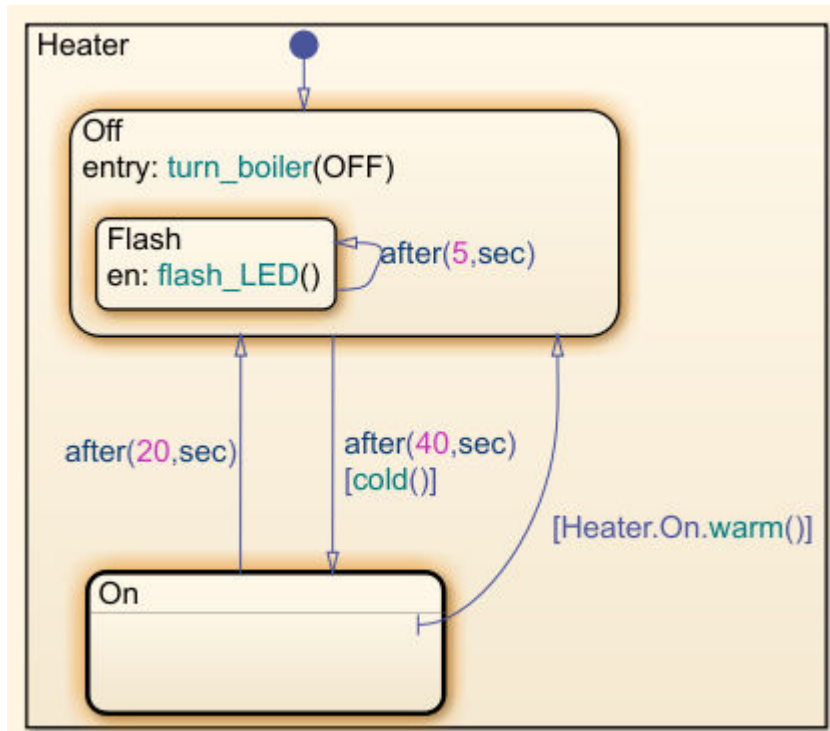 Heater
Off
entry: turn_boiler(OFF)
Flash
en: flash_LED()
after(5,sec)
after(20,sec)
after(40,sec)
[cold()]
[Heater.On.warm()]
On